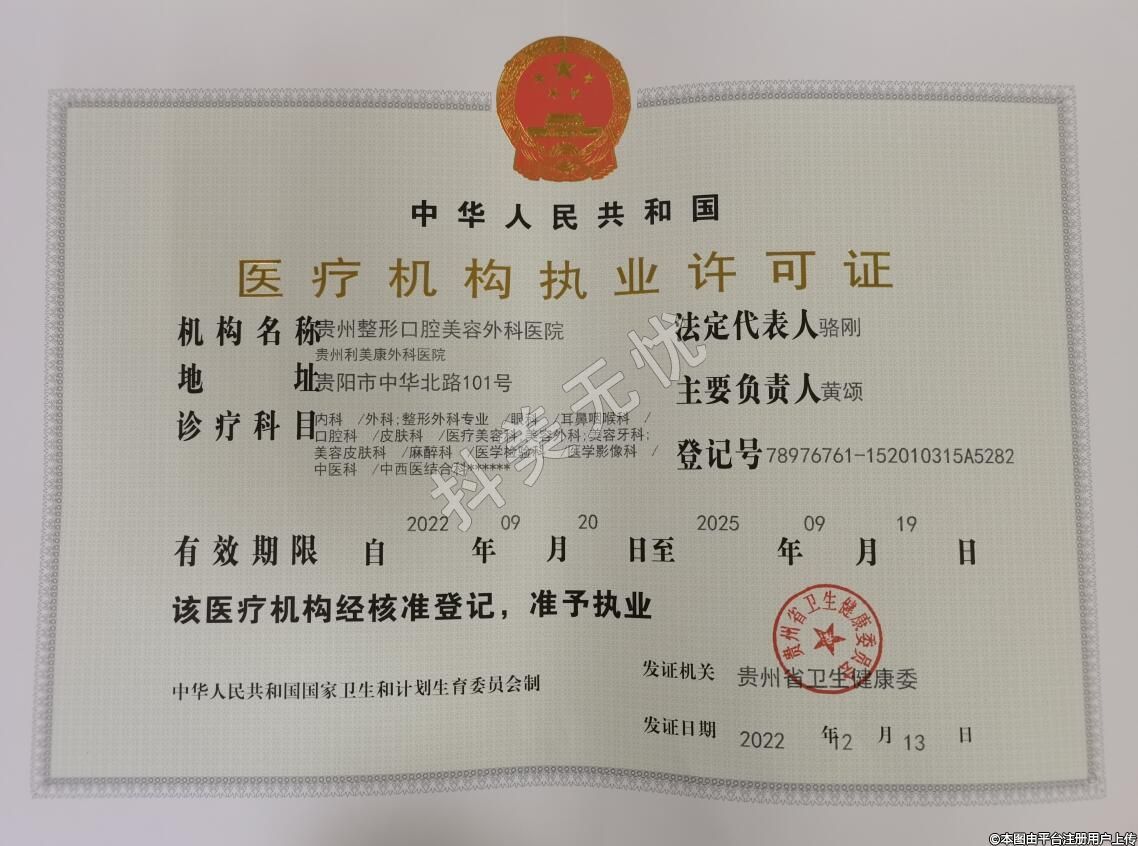 中华人民共和国
医疗机构执业许可证
机构名称 贵州整形口腔美容外科医院
贵州利美康外科医院
地址 贵阳市中华北路101号
诊疗科目 内科 /外科;整形外科专业 /眼科 /耳鼻咽喉科 /
口腔科 /皮肤科 /医疗美容科;美容外科;美容牙科;
美容皮肤科 /麻醉科 /医学检验科 /医学影像科 /
中医科 /中西医结合科******
法定代表人 骆刚
主要负责人 黄颂
登记号 78976761-152010315A5282
有效期限 自 2022 年 09 月 20 日至 2025 年 09 月 19 日
该医疗机构经核准登记，准予执业
中华人民共和国国家卫生和计划生育委员会制
发证机关 贵州省卫生健康委
发证日期 2022 年 12 月 13 日
贵州省卫生健康委员会
抖美无忧
©本图由平台注册用户上传